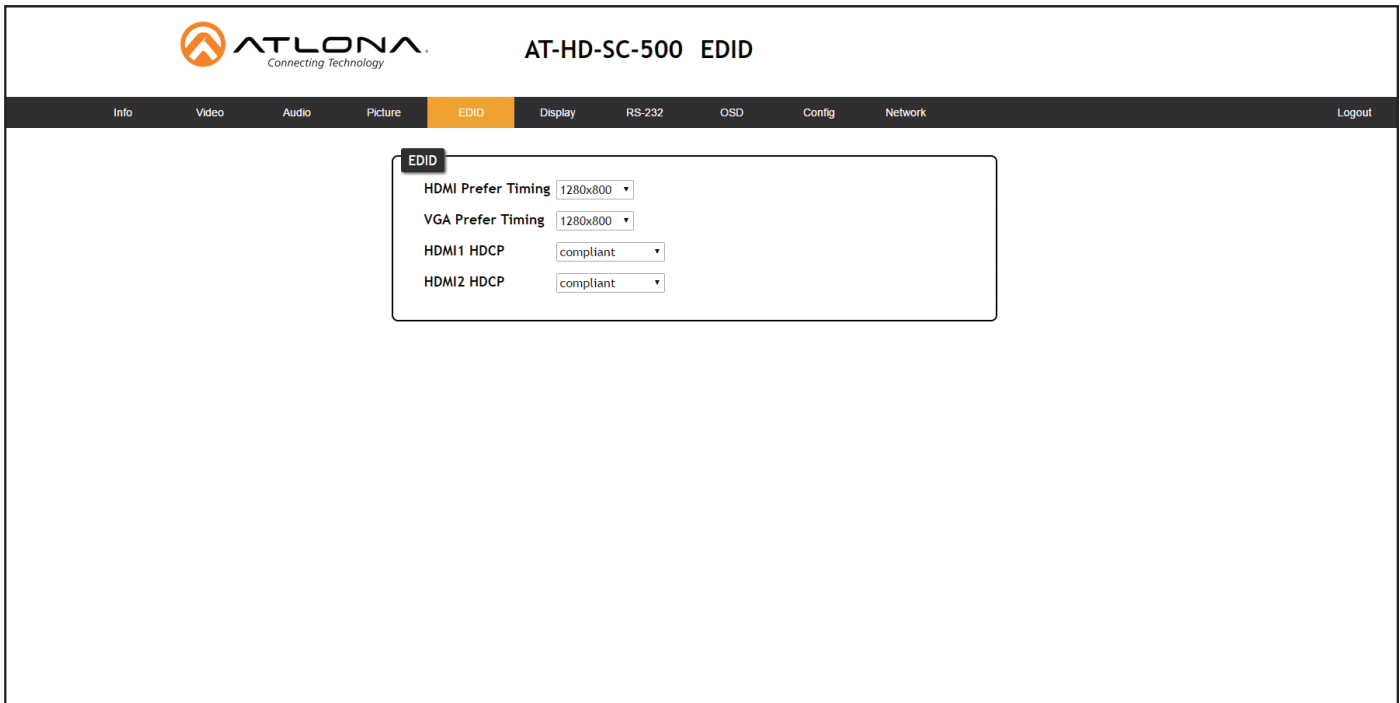 ATLONA.
Connecting Technology
AT-HD-SC-500 EDID
Info Video Audio Picture EDID Display RS-232 OSD Config Network Logout
EDID
HDMI Prefer Timing 1280x800
VGA Prefer Timing 1280x800
HDMI1 HDCP compliant
HDMI2 HDCP compliant